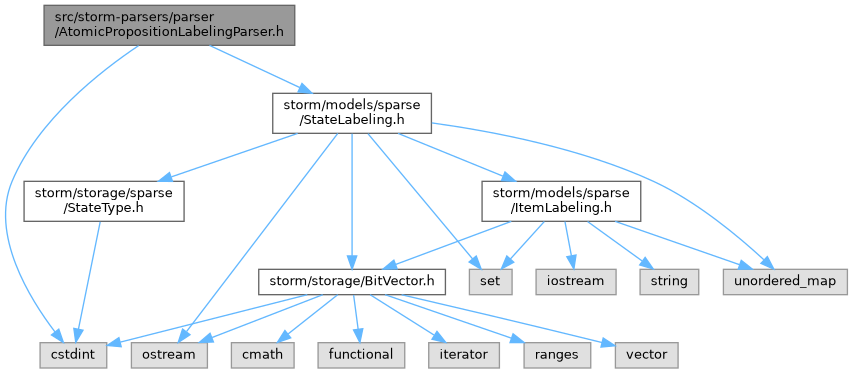 src/storm-parsers/parser
/AtomicPropositionLabelingParser.h
storm/models/sparse
/StateLabeling.h
storm/storage/sparse
/StateType.h
storm/models/sparse
/ItemLabeling.h
storm/storage/BitVector.h
set
iostream
string
unordered_map
cstdint
ostream
cmath
functional
iterator
ranges
vector